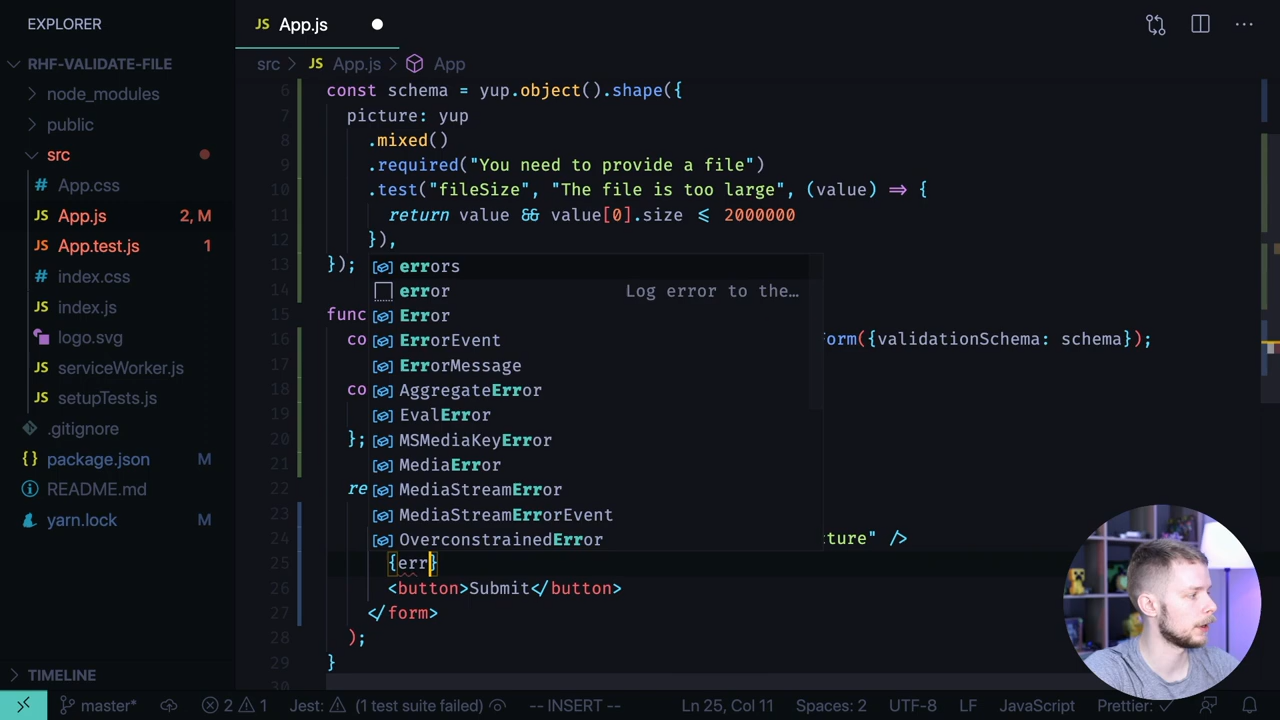 EXPLORER
JS App.js
RHF-VALIDATE-FILE
node_modules
public
src
# App.css
JS App.js 2, M
JS App.test.js 1
# index.css
JS index.js
logo.svg
JS serviceWorker.js
JS setupTests.js
.gitignore
{} package.json M
README.md
yarn.lock M
TIMELINE
src > JS App.js > App
6 const schema = yup.object().shape({
7 picture: yup
8 .mixed()
9 .required("You need to provide a file")
10 .test("fileSize", "The file is too large", (value) => {
11 return value && value[0].size <= 2000000
12 }),
13 });
14
15 func
16 co orm({validationSchema: schema});
17
18 co
19
20 };
21
22 re
23
24 cture" />
25 {err}
26 <button>Submit</button>
27 </form>
28 );
29 }
30
errors
error Log error to the…
Error
ErrorEvent
ErrorMessage
AggregateError
EvalError
MSMediaKeyError
MediaError
MediaStreamError
MediaStreamErrorEvent
OverconstrainedError
master* 2 1 Jest: (1 test suite failed) -- INSERT -- Ln 25, Col 11 Spaces: 2 UTF-8 LF JavaScript Prettier: ✓